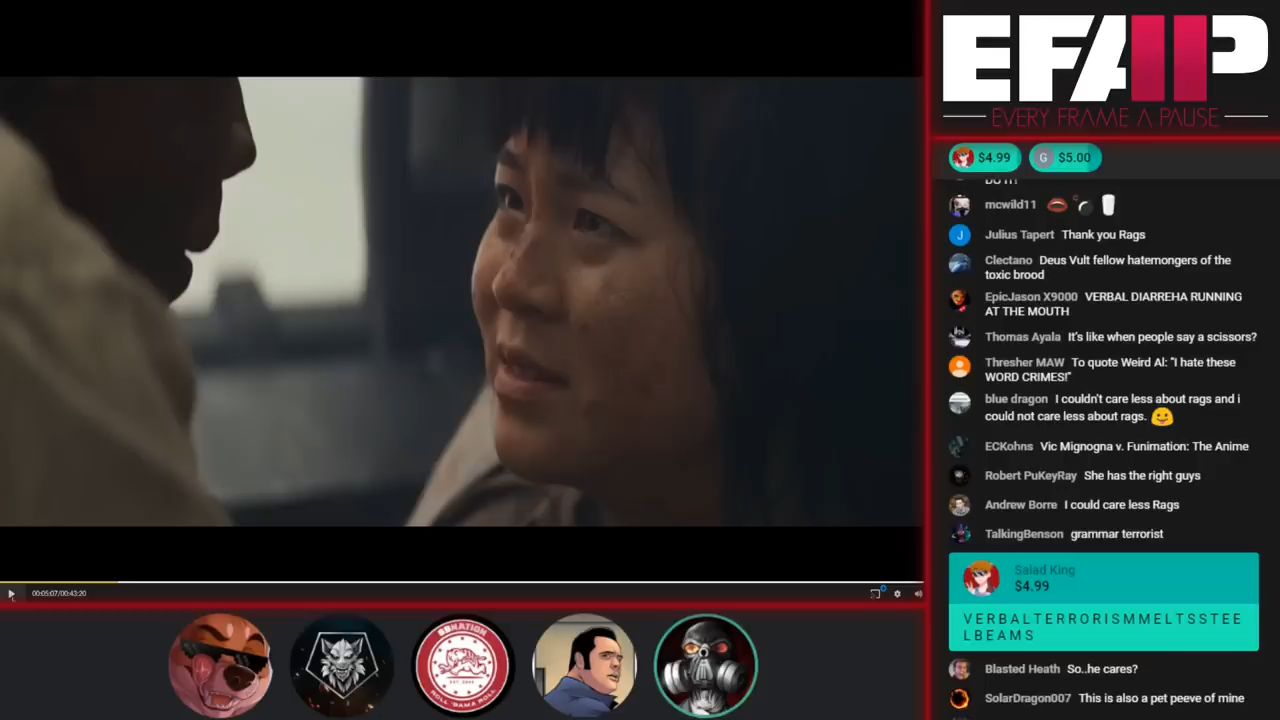 EFAP
EVERY FRAME A PAUSE
$4.99
G $5.00
mcwild11
J Julius Tapert Thank you Rags
Clectano Deus Vult fellow hatemongers of the
toxic brood
EpicJason X9000 VERBAL DIARREHA RUNNING
AT THE MOUTH
Thomas Ayala It's like when people say a scissors?
Thresher MAW To quote Weird Al: "I hate these
WORD CRIMES!"
blue dragon I couldn't care less about rags and i
could not care less about rags.
ECKohns Vic Mignogna v. Funimation: The Anime
Robert PuKeyRay She has the right guys
Andrew Borre I could care less Rags
TalkingBenson grammar terrorist
Salad King
$4.99
V E R B A L T E R R O R I S M M E L T S S T E E
L B E A M S
Blasted Heath So..he cares?
SolarDragon007 This is also a pet peeve of mine
00:05:07/00:43:20
BBNATION
ROLL 'BAMA ROLL